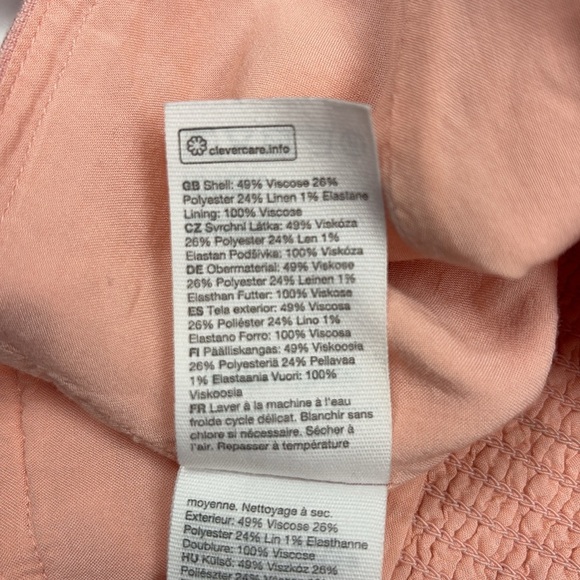 clevercare.info
GB Shell: 49% Viscose 26%
Polyester 24% Linen 1% Elastane
Lining: 100% Viscose
CZ Svrchní Látka: 49% Viskóza
26% Polyester 24% Len 1%
Elastan Podšívka: 100% Viskóza
DE Obermaterial: 49% Viskose
26% Polyester 24% Leinen 1%
Elasthan Futter: 100% Viskose
ES Tela exterior: 49% Viscosa
26% Poliéster 24% Lino 1%
Elastano Forro: 100% Viscosa
FI Päälliskangas: 49% Viskoosia
26% Polyesteriä 24% Pellavaa
1% Elastaania Vuori: 100%
Viskoosia
FR Laver à la machine à l'eau
froide cycle délicat. Blanchir sans
chlore si nécessaire. Sécher à
l'air. Repasser à température
moyenne. Nettoyage à sec.
Exterieur: 49% Viscose 26%
Polyester 24% Lin 1% Elasthanne
Doublure: 100% Viscose
HU Külső: 49% Viszkóz 26%
Poliészter 24%